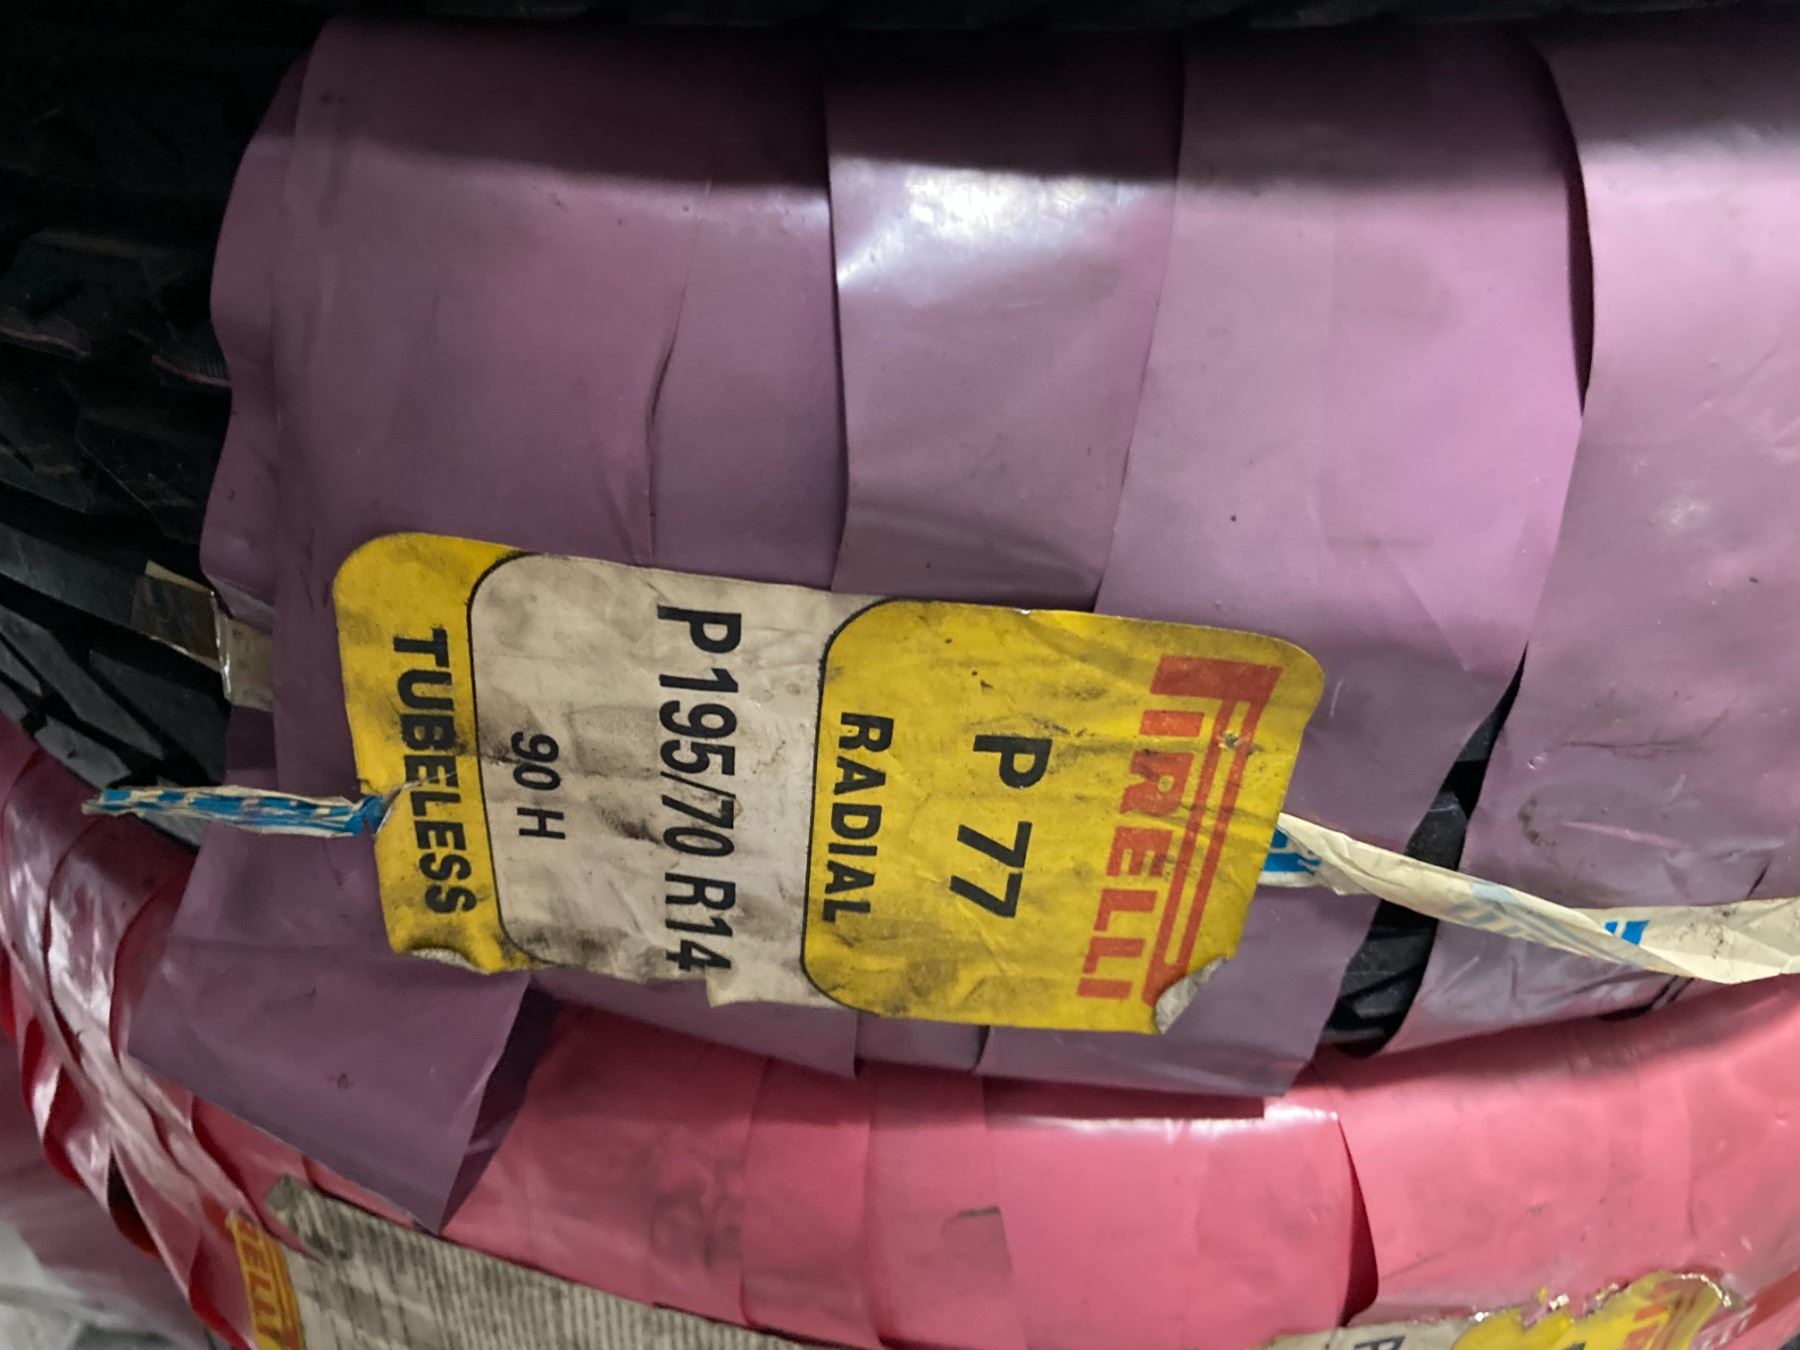 PIRELLI
P 77
RADIAL
P195/70 R14
90 H
TUBELESS